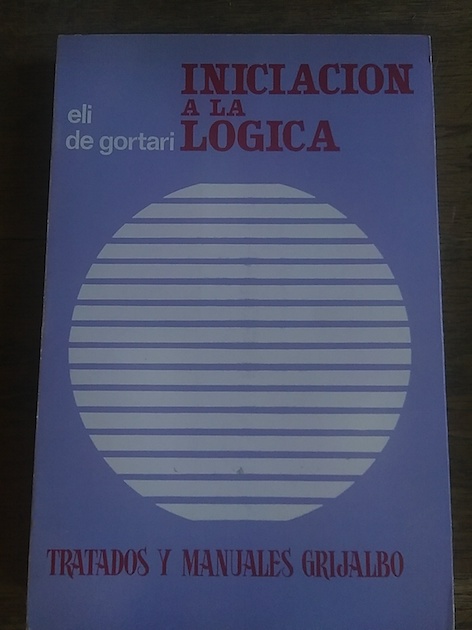 INICIACION
A LA
LOGICA
eli
de gortari
TRATADOS Y MANUALES GRIJALBO